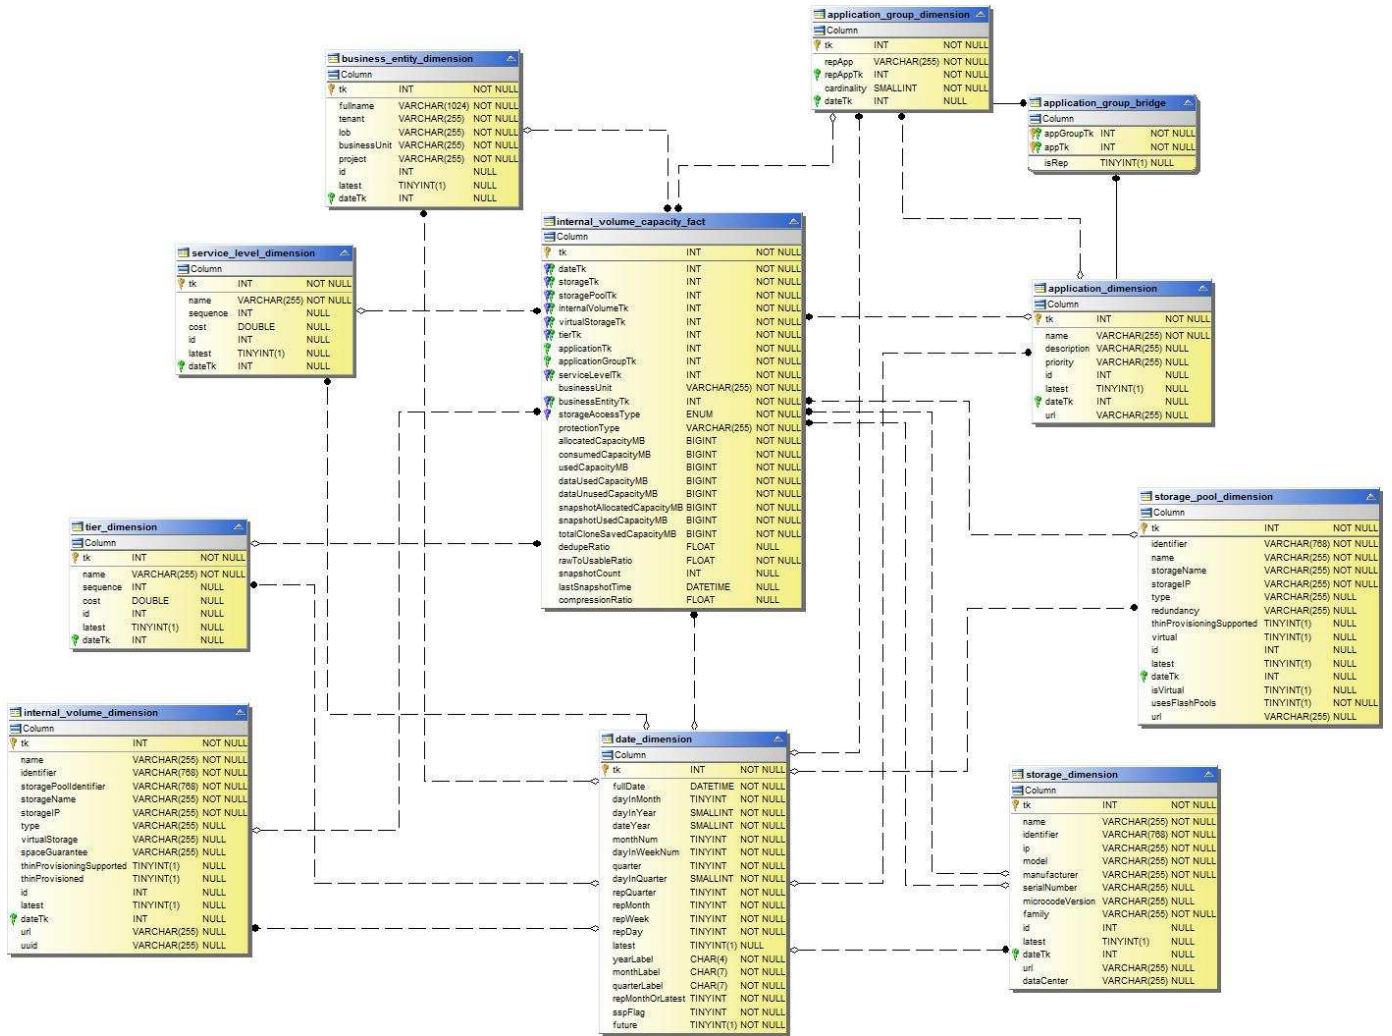 application_group_dimension
Column
tk INT NOT NULL
repApp VARCHAR(255) NOT NULL
repAppTk INT NOT NULL
cardinality SMALLINT NOT NULL
dateTk INT NULL
business_entity_dimension
Column
tk INT NOT NULL
fullname VARCHAR(1024) NOT NULL
tenant VARCHAR(255) NOT NULL
lob VARCHAR(255) NOT NULL
businessUnit VARCHAR(255) NOT NULL
project VARCHAR(255) NOT NULL
id INT NULL
latest TINYINT(1) NULL
dateTk INT NULL
application_group_bridge
Column
appGroupTk INT NOT NULL
appTk INT NOT NULL
isRep TINYINT(1) NULL
internal_volume_capacity_fact
Column
tk INT NOT NULL
dateTk INT NOT NULL
storageTk INT NOT NULL
storagePoolTk INT NOT NULL
internalVolumeTk INT NOT NULL
virtualStorageTk INT NOT NULL
tierTk INT NOT NULL
applicationTk INT NOT NULL
applicationGroupTk INT NOT NULL
serviceLevelTk INT NOT NULL
businessUnit VARCHAR(255) NOT NULL
businessEntityTk INT NOT NULL
storageAccessType ENUM NOT NULL
protectionType VARCHAR(255) NOT NULL
allocatedCapacityMB BIGINT NOT NULL
consumedCapacityMB BIGINT NOT NULL
usedCapacityMB BIGINT NOT NULL
dataUsedCapacityMB BIGINT NOT NULL
dataUnusedCapacityMB BIGINT NOT NULL
snapshotAllocatedCapacityMB BIGINT NOT NULL
snapshotUsedCapacityMB BIGINT NOT NULL
totalCloneSavedCapacityMB BIGINT NOT NULL
dedupeRatio FLOAT NULL
rawToUsableRatio FLOAT NOT NULL
snapshotCount INT NULL
lastSnapshotTime DATETIME NULL
compressionRatio FLOAT NULL
service_level_dimension
Column
tk INT NOT NULL
name VARCHAR(255) NOT NULL
sequence INT NULL
cost DOUBLE NULL
id INT NULL
latest TINYINT(1) NULL
dateTk INT NULL
application_dimension
Column
tk INT NOT NULL
name VARCHAR(255) NOT NULL
description VARCHAR(255) NULL
priority VARCHAR(255) NULL
id INT NULL
latest TINYINT(1) NULL
dateTk INT NULL
url VARCHAR(255) NULL
storage_pool_dimension
Column
tk INT NOT NULL
identifier VARCHAR(768) NOT NULL
name VARCHAR(255) NOT NULL
storageName VARCHAR(255) NOT NULL
storageIP VARCHAR(255) NOT NULL
type VARCHAR(255) NULL
redundancy VARCHAR(255) NULL
thinProvisioningSupported TINYINT(1) NULL
virtual TINYINT(1) NULL
id INT NULL
latest TINYINT(1) NULL
dateTk INT NULL
isVirtual TINYINT(1) NULL
usesFlashPools TINYINT(1) NOT NULL
url VARCHAR(255) NULL
tier_dimension
Column
tk INT NOT NULL
name VARCHAR(255) NOT NULL
sequence INT NULL
cost DOUBLE NULL
id INT NULL
latest TINYINT(1) NULL
dateTk INT NULL
internal_volume_dimension
Column
tk INT NOT NULL
name VARCHAR(255) NOT NULL
identifier VARCHAR(768) NOT NULL
storagePoolIdentifier VARCHAR(768) NOT NULL
storageName VARCHAR(255) NOT NULL
storageIP VARCHAR(255) NOT NULL
type VARCHAR(255) NULL
virtualStorage VARCHAR(255) NULL
spaceGuarantee VARCHAR(255) NULL
thinProvisioningSupported TINYINT(1) NULL
thinProvisioned TINYINT(1) NULL
id INT NULL
latest TINYINT(1) NULL
dateTk INT NULL
url VARCHAR(255) NULL
uuid VARCHAR(255) NULL
date_dimension
Column
tk INT NOT NULL
fullDate DATETIME NOT NULL
dayInMonth TINYINT NOT NULL
dayInYear SMALLINT NOT NULL
dateYear SMALLINT NOT NULL
monthNum TINYINT NOT NULL
dayInWeekNum TINYINT NOT NULL
quarter TINYINT NOT NULL
dayInQuarter SMALLINT NOT NULL
repQuarter TINYINT NOT NULL
repMonth TINYINT NOT NULL
repWeek TINYINT NOT NULL
repDay TINYINT NOT NULL
latest TINYINT(1) NULL
yearLabel CHAR(4) NOT NULL
monthLabel CHAR(7) NOT NULL
quarterLabel CHAR(7) NOT NULL
repMonthOrLatest TINYINT NOT NULL
sspFlag TINYINT NOT NULL
future TINYINT(1) NOT NULL
storage_dimension
Column
tk INT NOT NULL
name VARCHAR(255) NOT NULL
identifier VARCHAR(768) NOT NULL
ip VARCHAR(255) NOT NULL
model VARCHAR(255) NOT NULL
manufacturer VARCHAR(255) NOT NULL
serialNumber VARCHAR(255) NULL
microcodeVersion VARCHAR(255) NULL
family VARCHAR(255) NOT NULL
id INT NULL
latest TINYINT(1) NULL
dateTk INT NULL
url VARCHAR(255) NULL
dataCenter VARCHAR(255) NULL